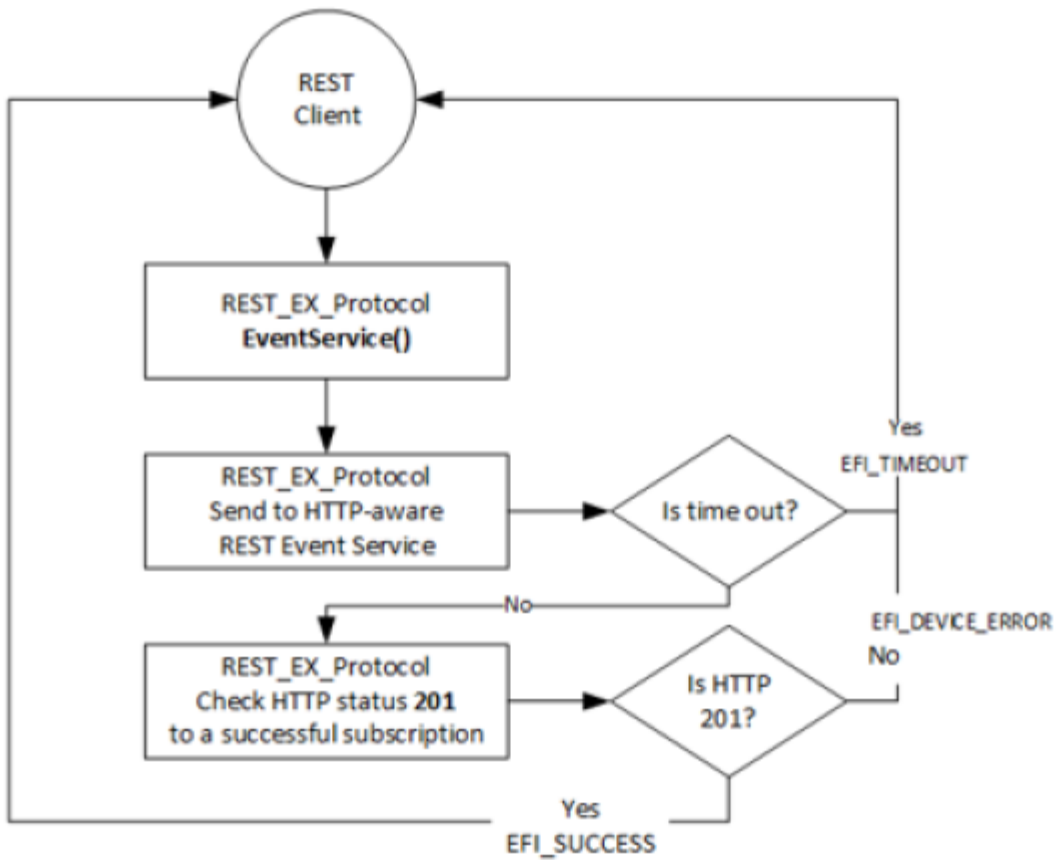 REST
Client
REST_EX_Protocol
EventService()
REST_EX_Protocol
Send to HTTP-aware
REST Event Service
Is time out?
Yes
EFI_TIMEOUT
No
REST_EX_Protocol
Check HTTP status 201
to a successful subscription
Is HTTP
201?
EFI_DEVICE_ERROR
No
Yes
EFI_SUCCESS